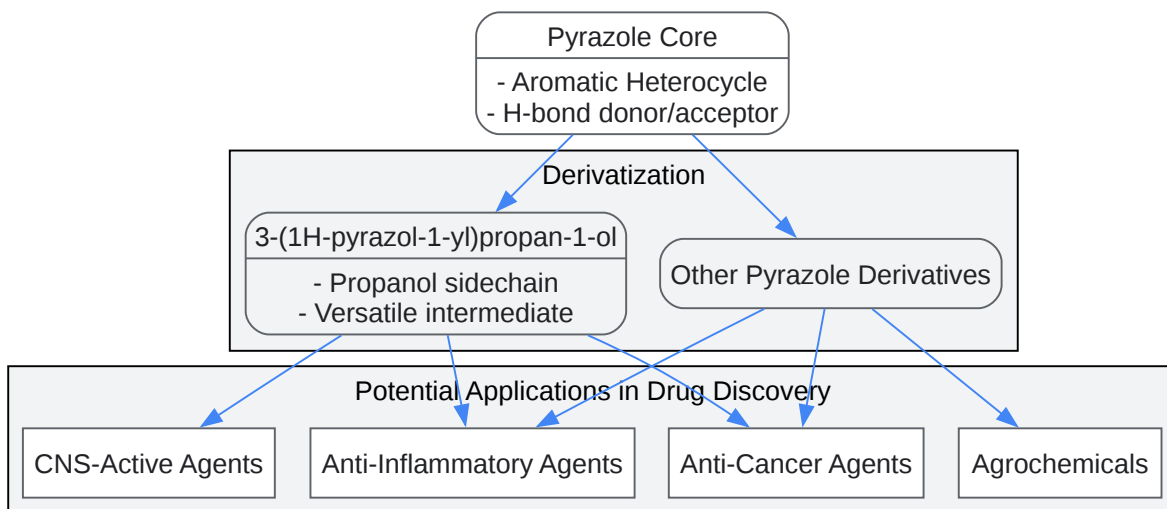 Pyrazole Core
- Aromatic Heterocycle
- H-bond donor/acceptor
Derivatization
3-(1H-pyrazol-1-yl)propan-1-ol
- Propanol sidechain
- Versatile intermediate
Other Pyrazole Derivatives
Potential Applications in Drug Discovery
CNS-Active Agents
Anti-Inflammatory Agents
Anti-Cancer Agents
Agrochemicals